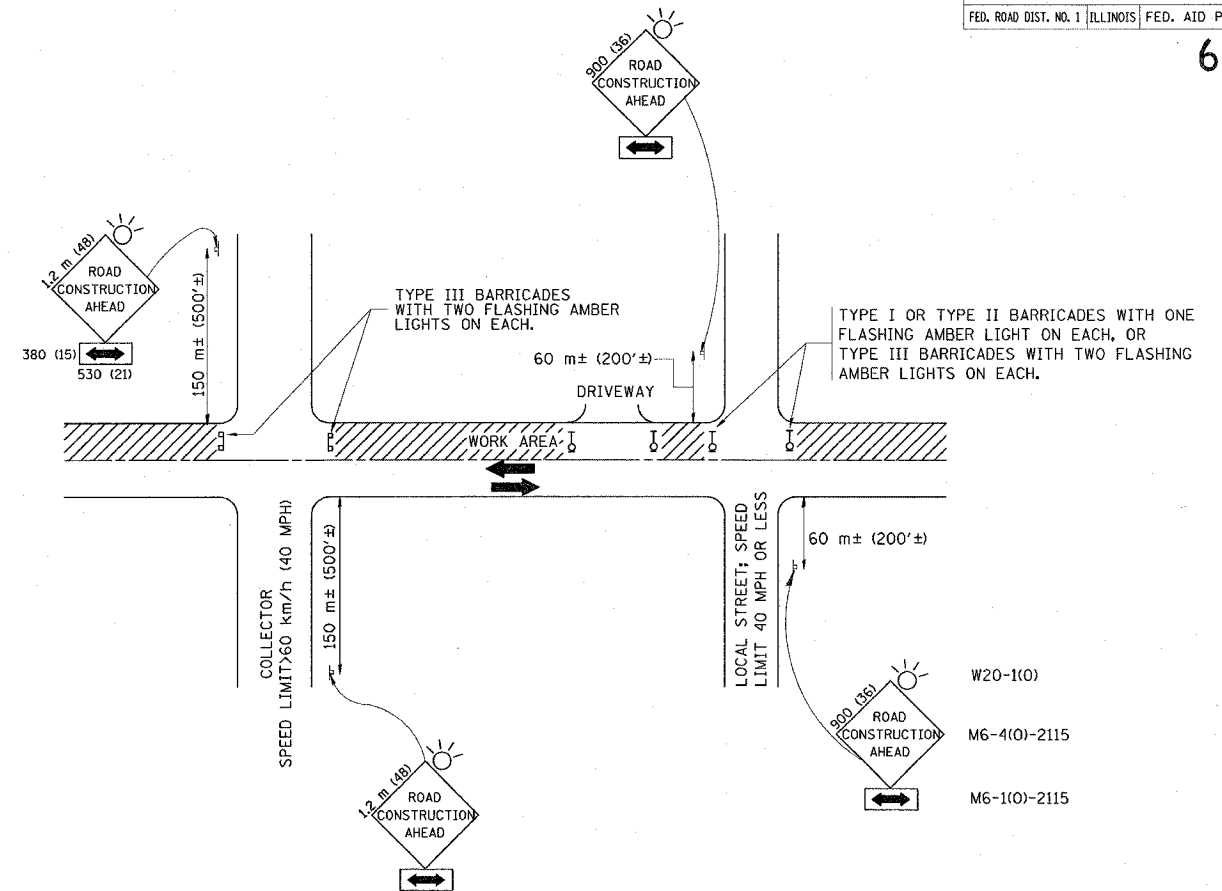 FED. ROAD DIST. NO. 1 ILLINOIS FED. AID P
6
900 (36)
ROAD
CONSTRUCTION
AHEAD
1.2 m (48)
ROAD
CONSTRUCTION
AHEAD
380 (15)
530 (21)
150 m± (500'±)
TYPE III BARRICADES
WITH TWO FLASHING AMBER
LIGHTS ON EACH.
60 m± (200'±)
DRIVEWAY
TYPE I OR TYPE II BARRICADES WITH ONE
FLASHING AMBER LIGHT ON EACH, OR
TYPE III BARRICADES WITH TWO FLASHING
AMBER LIGHTS ON EACH.
WORK AREA
COLLECTOR
SPEED LIMIT>60 km/h (40 MPH)
150 m± (500'±)
LOCAL STREET; SPEED
LIMIT 40 MPH OR LESS
60 m± (200'±)
1.2 m (48)
ROAD
CONSTRUCTION
AHEAD
900 (36)
ROAD
CONSTRUCTION
AHEAD
W20-1(O)
M6-4(O)-2115
M6-1(O)-2115